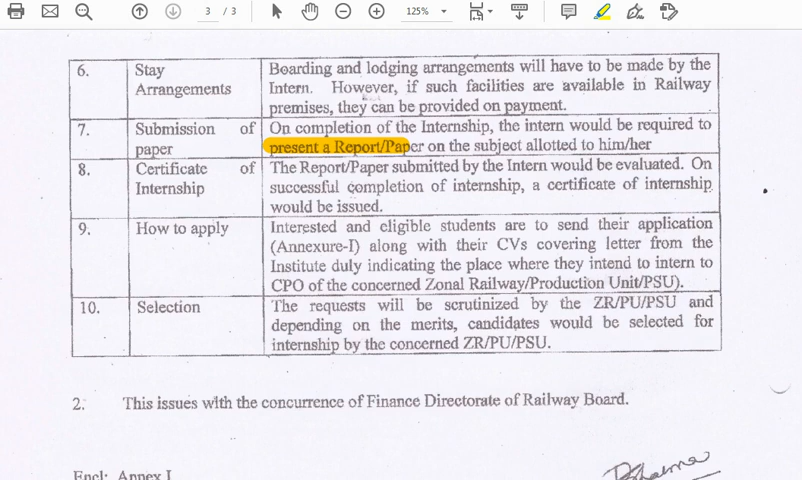 3 / 3
125%
6. Stay Arrangements
Boarding and lodging arrangements will have to be made by the
Intern. However, if such facilities are available in Railway
premises, they can be provided on payment.
7. Submission of paper
On completion of the Internship, the intern would be required to
present a Report/Paper on the subject allotted to him/her
8. Certificate of Internship
The Report/Paper submitted by the Intern would be evaluated. On
successful completion of internship, a certificate of internship
would be issued.
9. How to apply
Interested and eligible students are to send their application
(Annexure-I) along with their CVs covering letter from the
Institute duly indicating the place where they intend to intern to
CPO of the concerned Zonal Railway/Production Unit/PSU).
10. Selection
The requests will be scrutinized by the ZR/PU/PSU and
depending on the merits, candidates would be selected for
internship by the concerned ZR/PU/PSU.
2. This issues with the concurrence of Finance Directorate of Railway Board.
Encl: Annex I